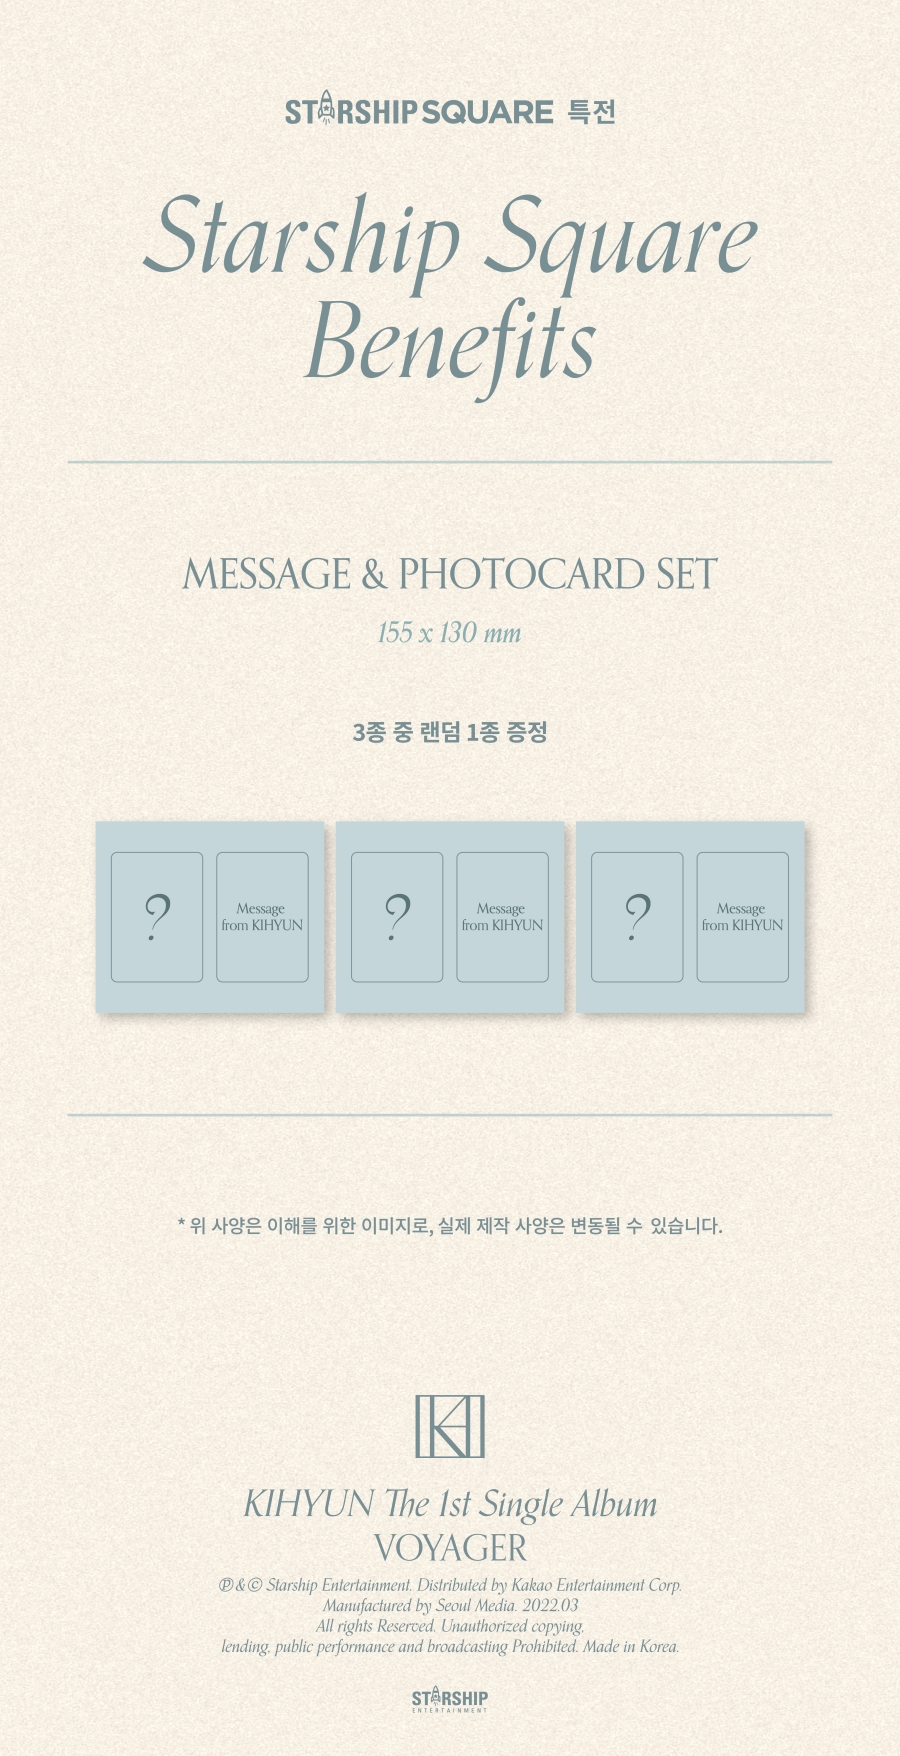 STARSHIP SQUARE 특전
Starship Square
Benefits
MESSAGE & PHOTOCARD SET
155 x 130 mm
3종 중 랜덤 1종 증정
?
Message
from KIHYUN
?
Message
from KIHYUN
?
Message
from KIHYUN
* 위 사양은 이해를 위한 이미지로, 실제 제작 사양은 변동될 수 있습니다.
KIHYUN The 1st Single Album
VOYAGER
Ⓟ & Ⓒ Starship Entertainment. Distributed by Kakao Entertainment Corp.
Manufactured by Seoul Media. 2022.03
All rights Reserved. Unauthorized copying,
lending, public performance and broadcasting Prohibited. Made in Korea.
STARSHIP
ENTERTAINMENT